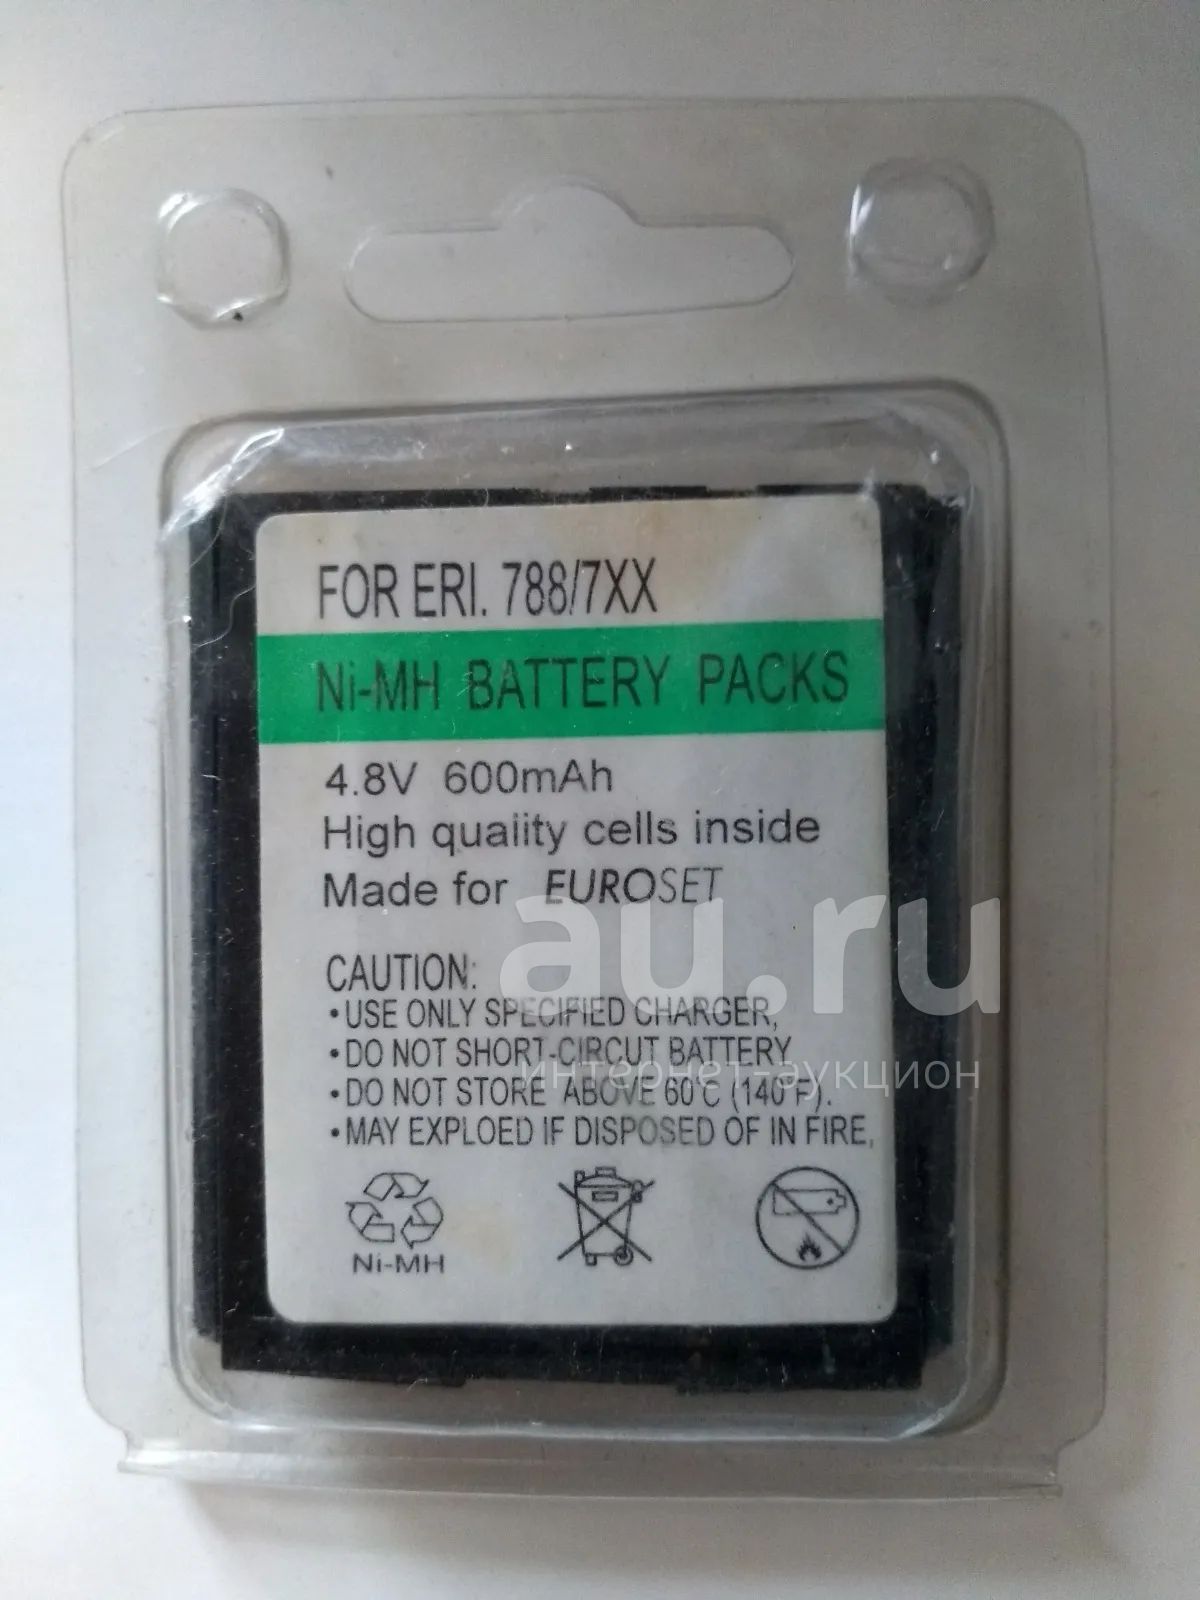 FOR ERI. 788/7XX
Ni-MH BATTERY PACKS
4.8V 600mAh
High quaiity cells inside
Made for EUROSET
au.ru
интернет-аукцион
CAUTION:
•USE ONLY SPECIFIED CHARGER,
•DO NOT SHORT-CIRCUT BATTERY
•DO NOT STORE ABOVE 60℃ (140°F).
•MAY EXPLOED IF DISPOSED OF IN FIRE,
Ni-MH